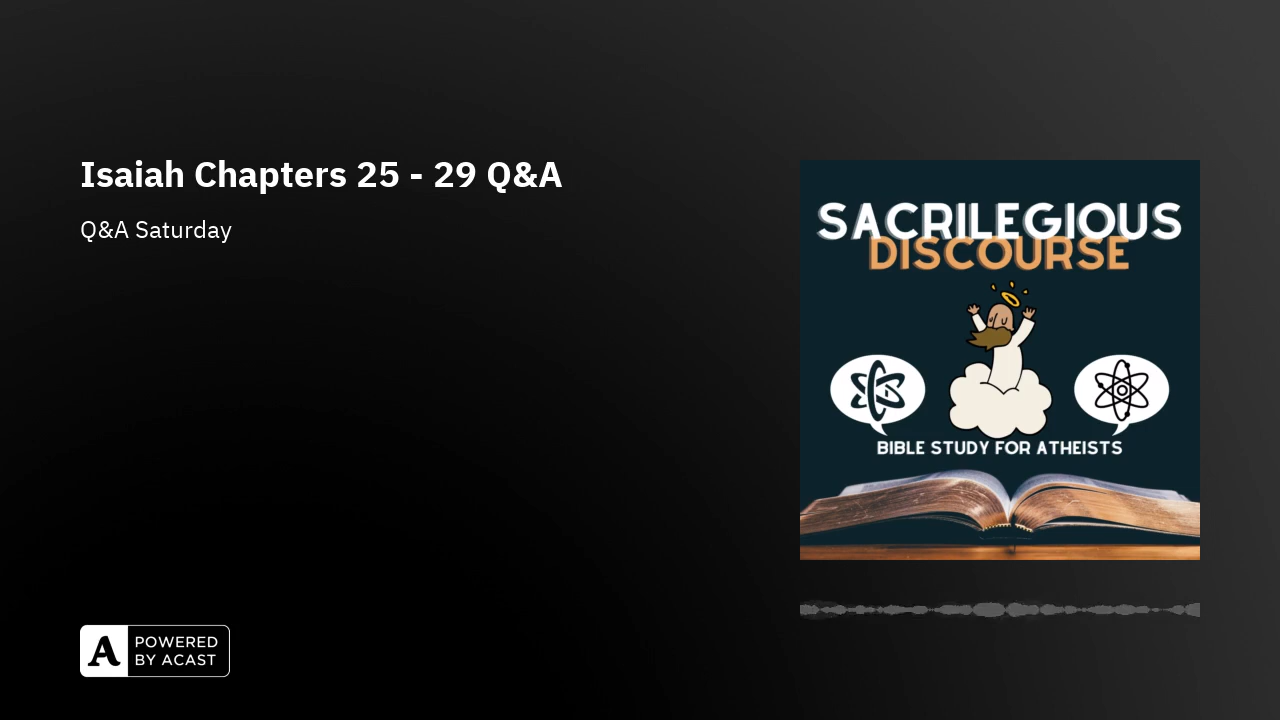 Isaiah Chapters 25 - 29 Q&A
Q&A Saturday
SACRILEGIOUS
DISCOURSE
BIBLE STUDY FOR ATHEISTS
A POWERED
BY ACAST